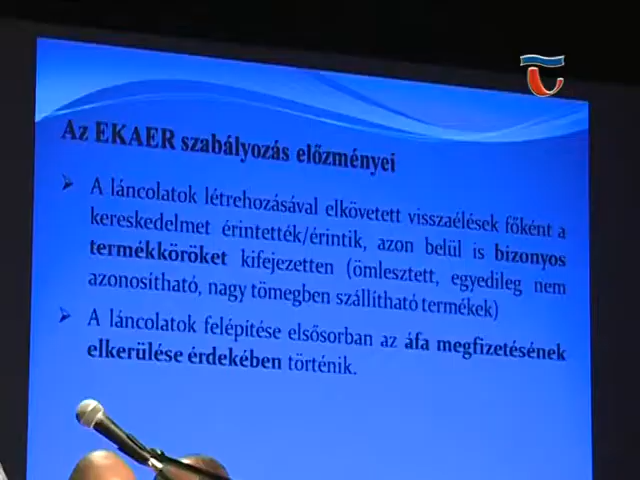 Az EKAER szabályozás előzményei
A láncolatok létrehozásával elkövetett visszaélések főként a
kereskedelmet érintették/érintik, azon belül is bizonyos
termékköröket kifejezetten (ömlesztett, egyedileg nem
azonosítható, nagy tömegben szállítható termékek)
A láncolatok felépítése elsősorban az áfa megfizetésének
elkerülése érdekében történik.